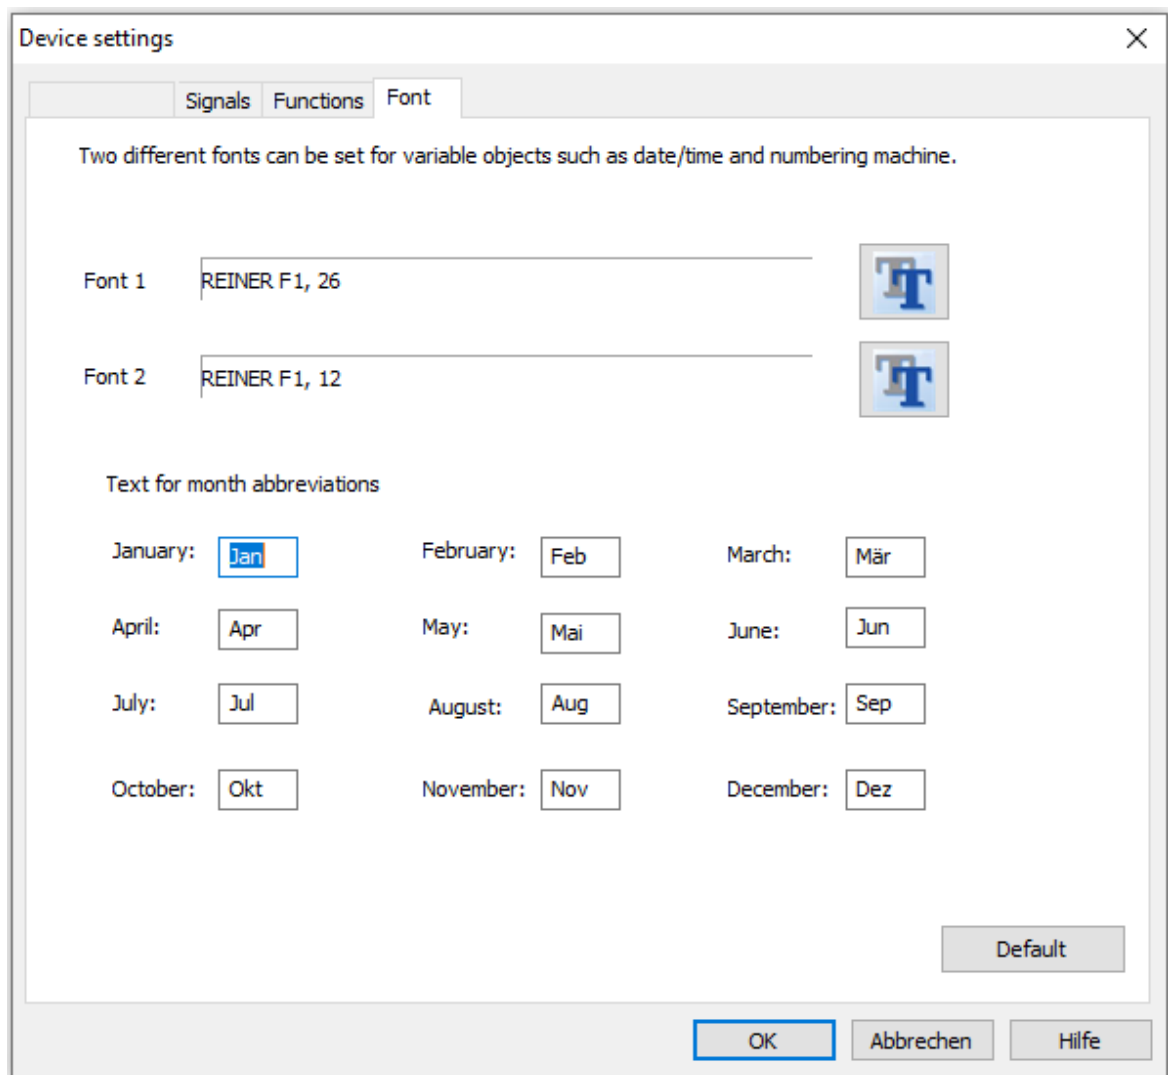 Device settings
Signals Functions Font
Two different fonts can be set for variable objects such as date/time and numbering machine.
Font 1 REINER F1, 26
Font 2 REINER F1, 12
Text for month abbreviations
January: Jan February: Feb March: Mär
April: Apr May: Mai June: Jun
July: Jul August: Aug September: Sep
October: Okt November: Nov December: Dez
Default
OK Abbrechen Hilfe